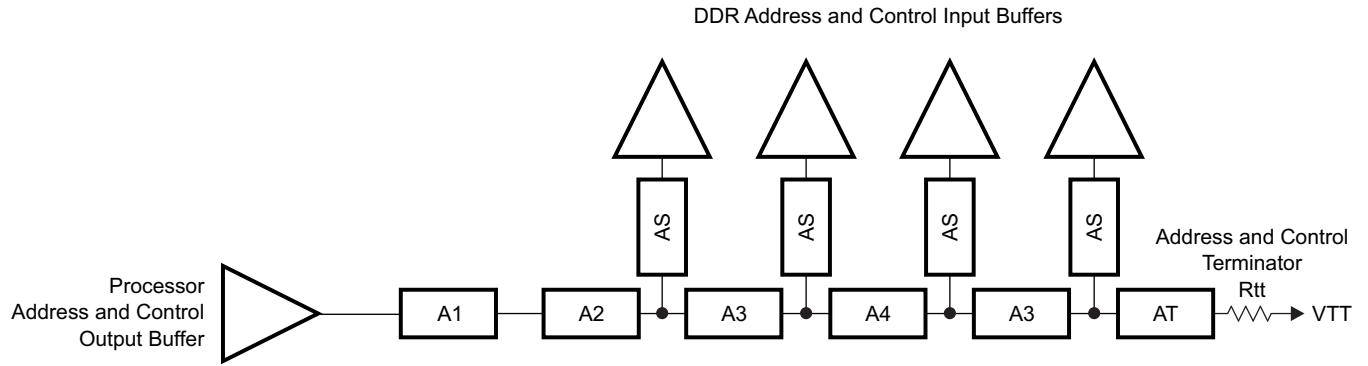 DDR Address and Control Input Buffers
AS
AS
AS
AS
Address and Control
Terminator
Rtt
Processor
Address and Control
Output Buffer
A1
A2
A3
A4
A3
AT
VTT